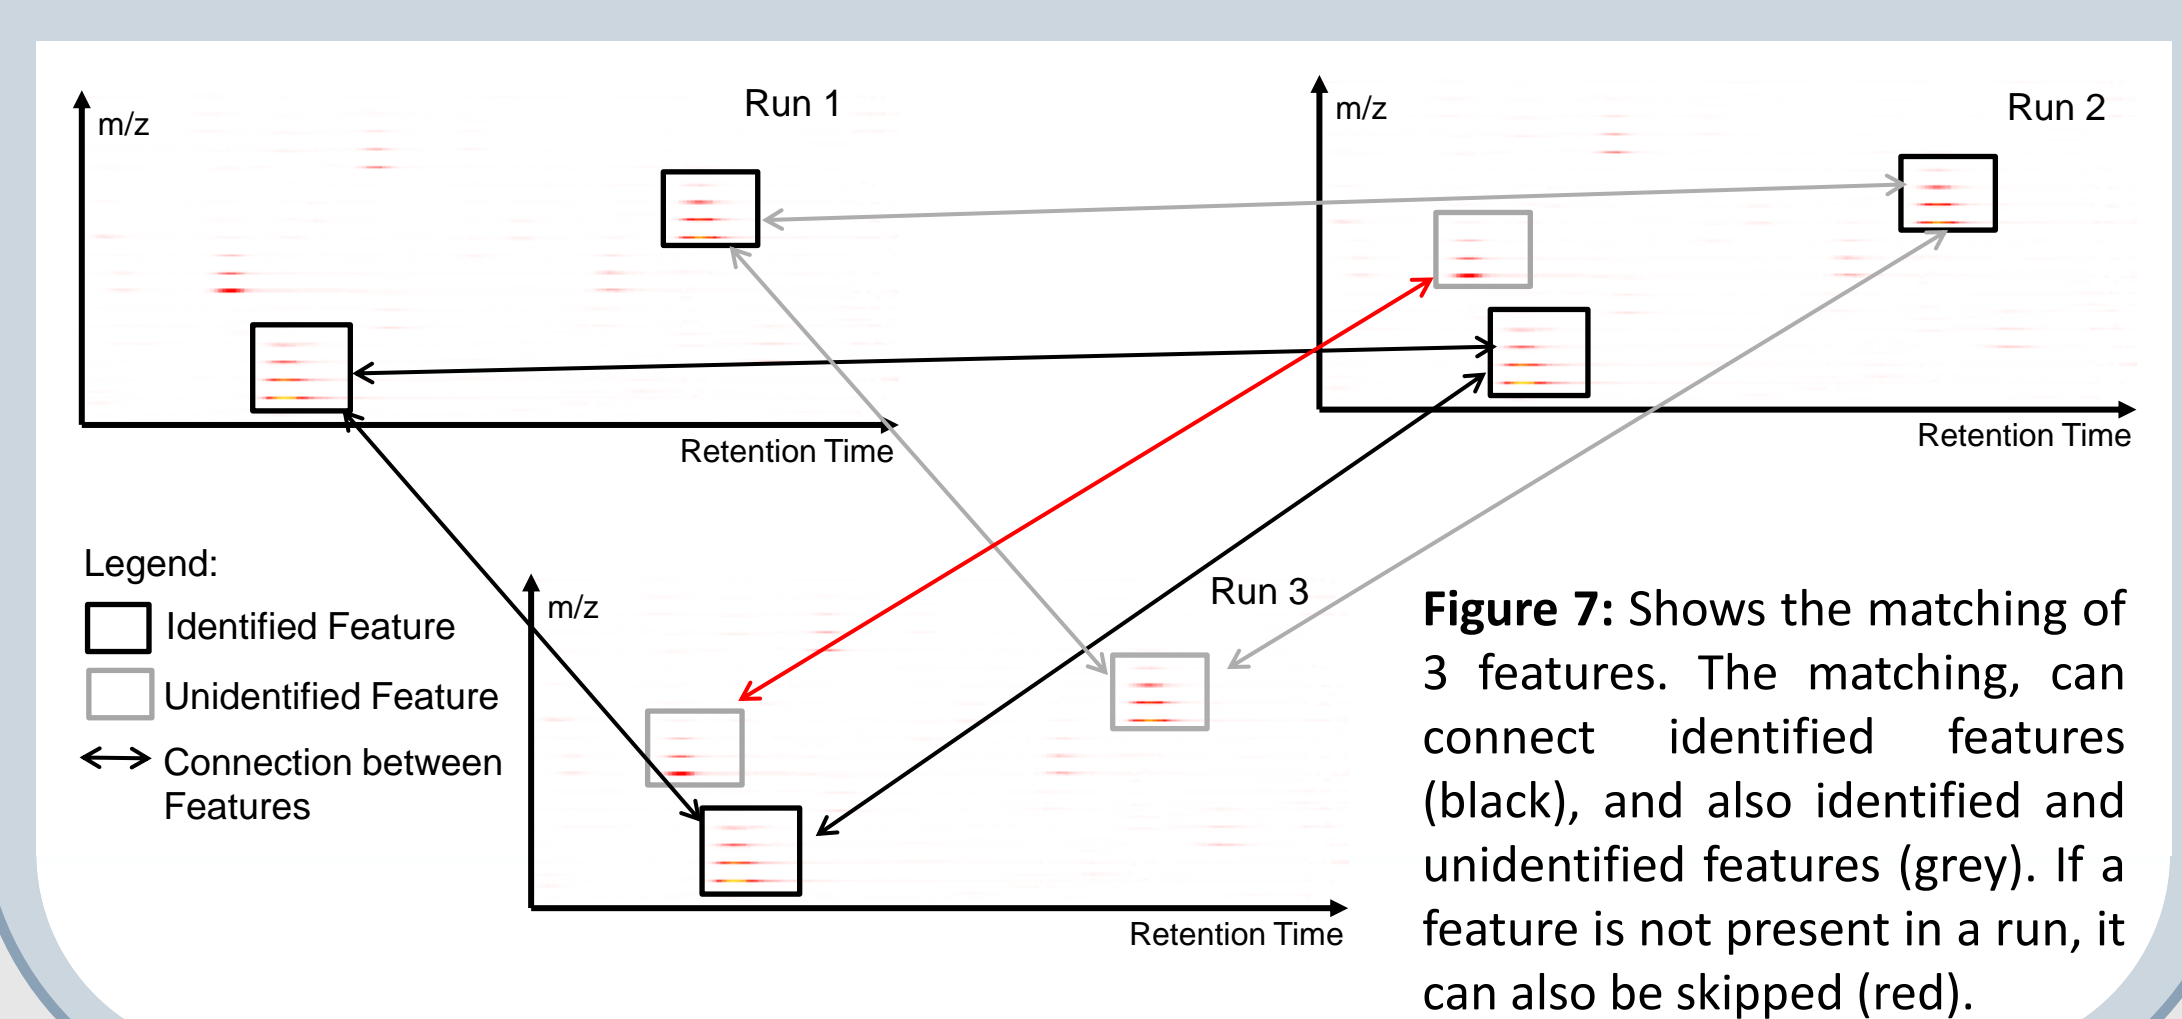 Run 1
m/z
Retention Time
Run 2
m/z
Retention Time
Legend:
Identified Feature
Unidentified Feature
Connection between
Features
Run 3
m/z
Retention Time
Figure 7: Shows the matching of
3 features. The matching, can
connect identified features
(black), and also identified and
unidentified features (grey). If a
feature is not present in a run, it
can also be skipped (red).